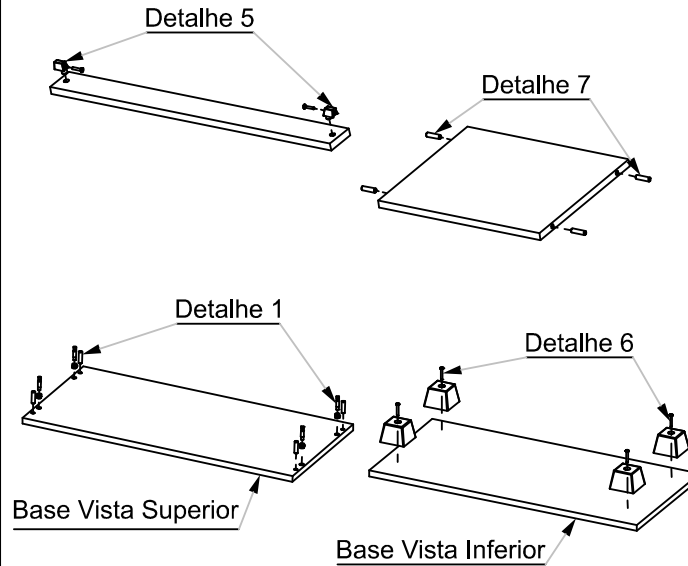 Detalhe 5
Detalhe 7
Detalhe 1
Detalhe 6
Base Vista Superior
Base Vista Inferior